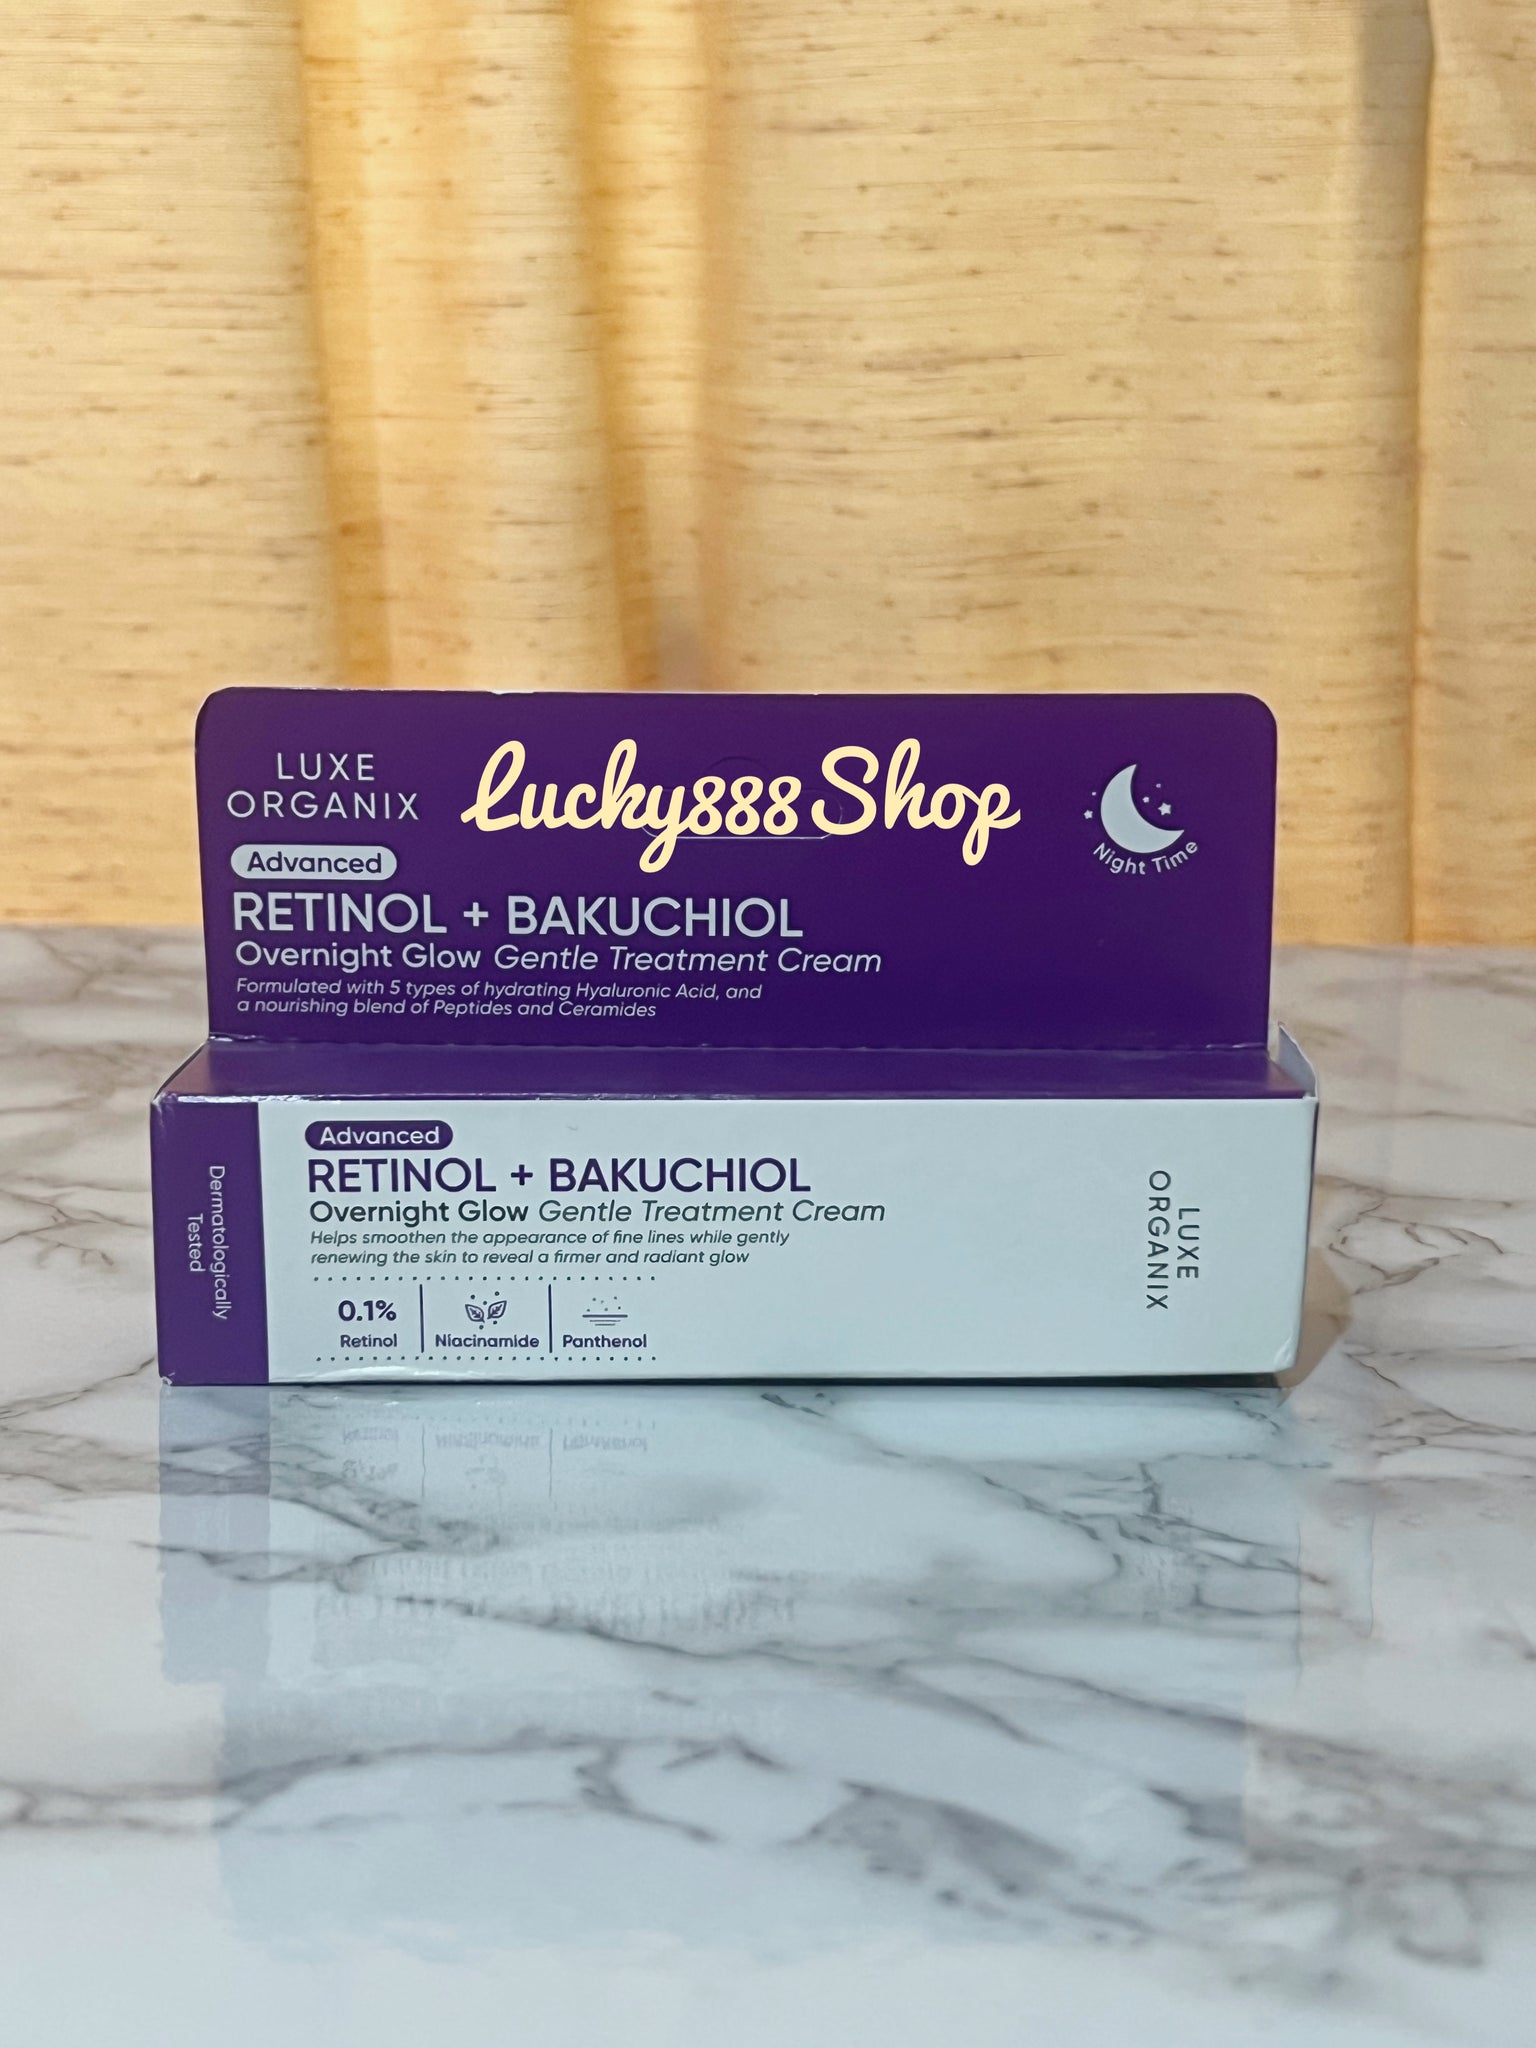 LUXE
ORGANIX
Lucky888 Shop
Night Time
Advanced
RETINOL + BAKUCHIOL
Overnight Glow Gentle Treatment Cream
Formulated with 5 types of hydrating Hyaluronic Acid, and
a nourishing blend of Peptides and Ceramides
Dermatologically
Tested
Advanced
RETINOL + BAKUCHIOL
Overnight Glow Gentle Treatment Cream
Helps smoothen the appearance of fine lines while gently
renewing the skin to reveal a firmer and radiant glow
0.1%
Retinol
Niacinamide
Panthenol
LUXE
ORGANIX